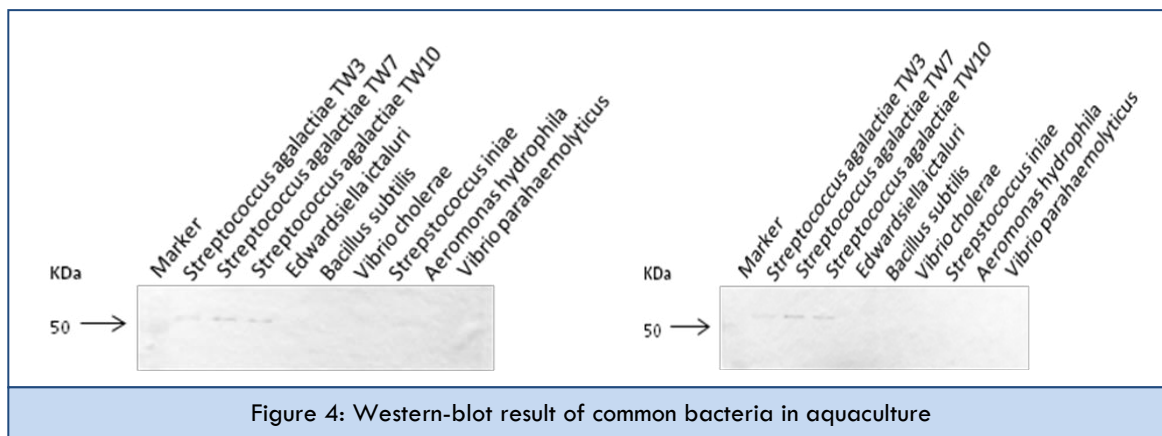 Marker
Streptococcus agalactiae TW3
Streptococcus agalactiae TW7
Streptococcus agalactiae TW10
Edwardsiella ictaluri
Bacillus subtilis
Vibrio cholerae
Strepstococcus iniae
Aeromonas hydrophila
Vibrio parahaemolyticus
KDa
50
Marker
Streptococcus agalactiae TW3
Streptococcus agalactiae TW7
Streptococcus agalactiae TW10
Edwardsiella ictaluri
Bacillus subtilis
Vibrio cholerae
Strepstococcus iniae
Aeromonas hydrophila
Vibrio parahaemolyticus
KDa
50
Figure 4: Western-blot result of common bacteria in aquaculture